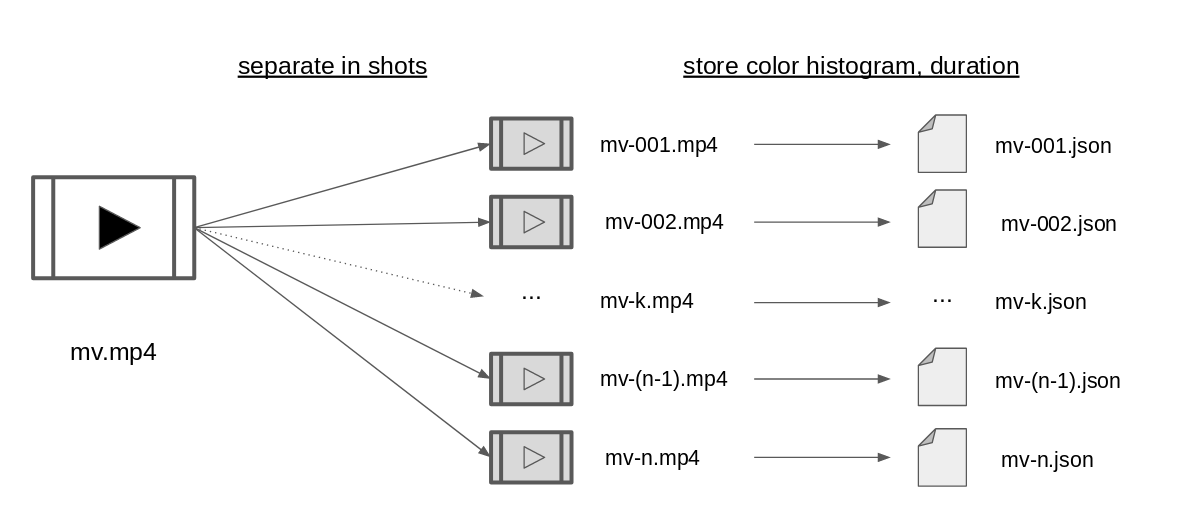 separate in shots
store color histogram, duration
mv.mp4
mv-001.mp4
mv-001.json
mv-002.mp4
mv-002.json
...
mv-k.mp4
...
mv-k.json
mv-(n-1).mp4
mv-(n-1).json
mv-n.mp4
mv-n.json